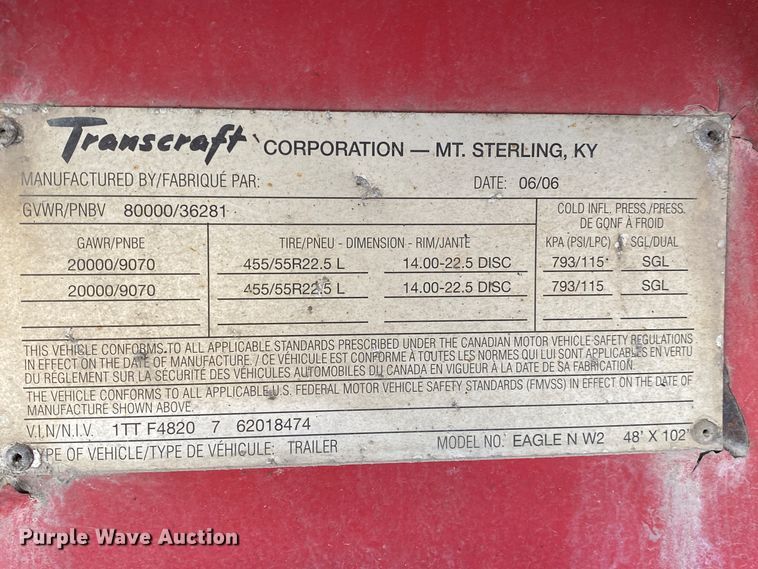 Transcraft CORPORATION — MT. STERLING, KY
MANUFACTURED BY/FABRIQUÉ PAR: DATE: 06/06
GVWR/PNBV 80000/36281
COLD INFL. PRESS./PRESS. DE GONF À FROID
GAWR/PNBE TIRE/PNEU - DIMENSION - RIM/JANTE KPA (PSI/LPC) SGL/DUAL
20000/9070 455/55R22.5 L 14.00-22.5 DISC 793/115 SGL
20000/9070 455/55R22.5 L 14.00-22.5 DISC 793/115 SGL
THIS VEHICLE CONFORMS TO ALL APPLICABLE STANDARDS PRESCRIBED UNDER THE CANADIAN MOTOR VEHICLE SAFETY REGULATIONS
IN EFFECT ON THE DATE OF MANUFACTURE. / CE VÉHICULE EST CONFORME À TOUTES LES NORMES QUI LUI SONT APPLICABLES EN VERTU
DU RÈGLEMENT SUR LA SÉCURITÉ DES VÉHICULES AUTOMOBILES DU CANADA EN VIGUEUR À LA DATE DE SA FABRICATION.
THE VEHICLE CONFORMS TO ALL APPLICABLE U.S. FEDERAL MOTOR VEHICLE SAFETY STANDARDS (FMVSS) IN EFFECT ON THE DATE OF
MANUFACTURE SHOWN ABOVE.
V.I.N/N.I.V. 1TT F4820 7 62018474
TYPE OF VEHICLE/TYPE DE VÉHICULE: TRAILER MODEL NO. EAGLE N W2 48' X 102"
Purple Wave Auction